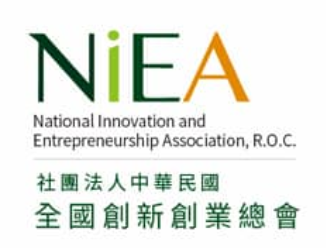 NiEA
National Innovation and
Entrepreneurship Association, R.O.C.
社團法人中華民國
全國創新創業總會